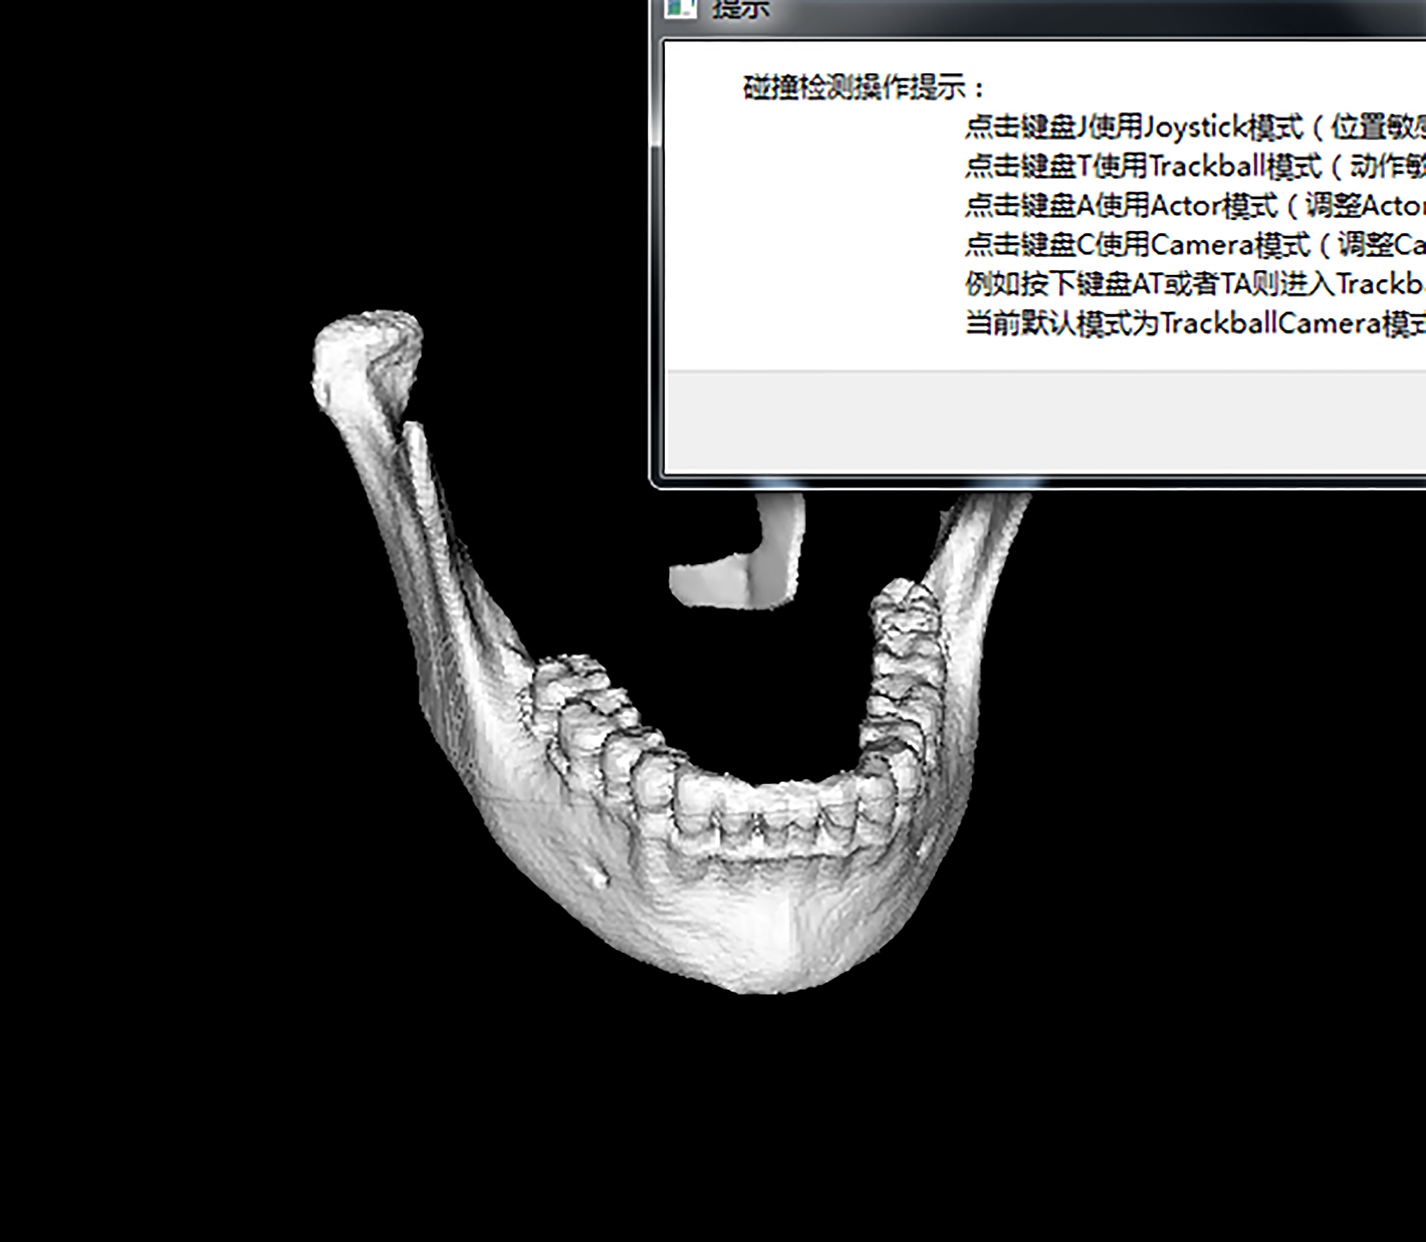 提示
碰撞检测操作提示：
点击键盘J使用Joystick模式（位置敏感
点击键盘T使用Trackball模式（动作敏
点击键盘A使用Actor模式（调整Actor
点击键盘C使用Camera模式（调整Ca
例如按下键盘AT或者TA则进入Trackb
当前默认模式为TrackballCamera模式